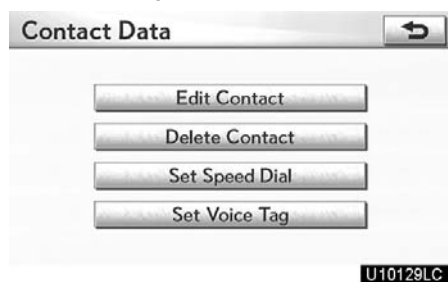 Contact Data
Edit Contact
Delete Contact
Set Speed Dial
Set Voice Tag
U10129LC